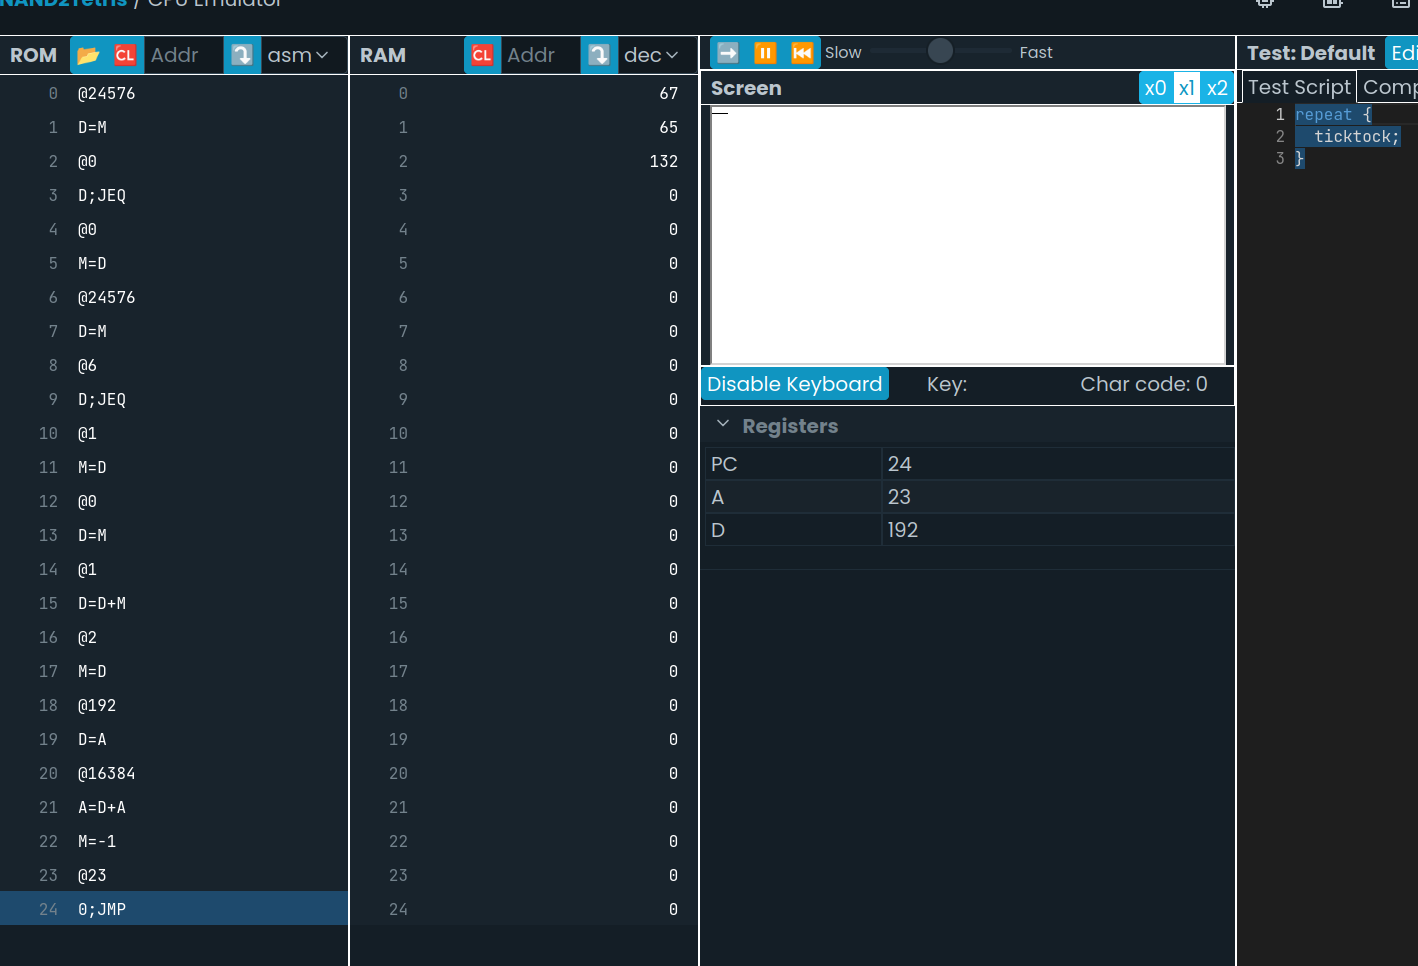 NAND2Tetris / CPU Emulator
ROM CL Addr asm
0 @24576
1 D=M
2 @0
3 D;JEQ
4 @0
5 M=D
6 @24576
7 D=M
8 @6
9 D;JEQ
10 @1
11 M=D
12 @0
13 D=M
14 @1
15 D=D+M
16 @2
17 M=D
18 @192
19 D=A
20 @16384
21 A=D+A
22 M=-1
23 @23
24 0;JMP
RAM CL Addr dec
0 67
1 65
2 132
3 0
4 0
5 0
6 0
7 0
8 0
9 0
10 0
11 0
12 0
13 0
14 0
15 0
16 0
17 0
18 0
19 0
20 0
21 0
22 0
23 0
24 0
Slow Fast
Screen x0 x1 x2
Disable Keyboard Key: Char code: 0
Registers
PC 24
A 23
D 192
Test: Default Edi
Test Script Comp
1 repeat {
2 ticktock;
3 }